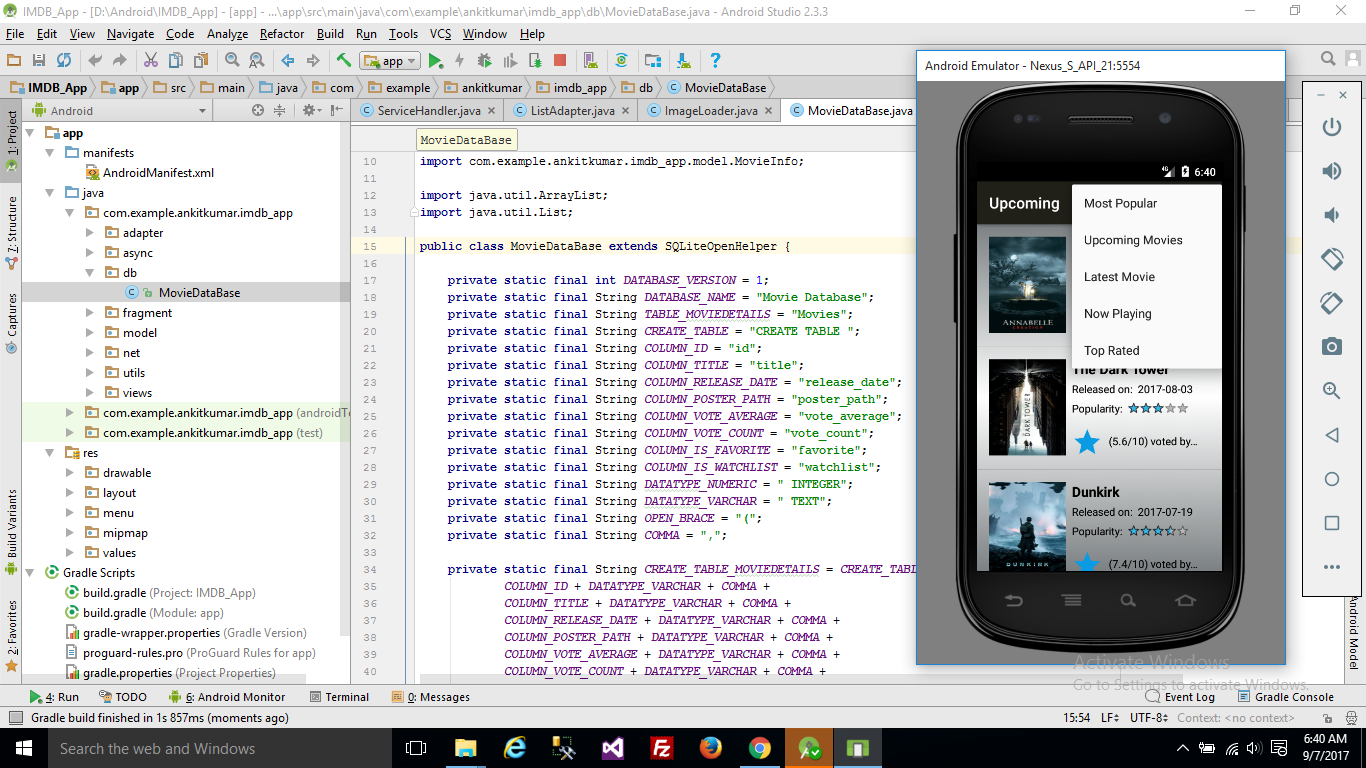 IMDB_App - [D:\Android\IMDB_App] - [app] - ...\app\src\main\java\com\example\ankitkumar\imdb_app\db\MovieDataBase.java - Android Studio 2.3.3
File Edit View Navigate Code Analyze Refactor Build Run Tools VCS Window Help
app
IMDB_App app src main java com example ankitkumar imdb_app db MovieDataBase
Android
ServiceHandler.java ListAdapter.java ImageLoader.java MovieDataBase.java
1: Project
7: Structure
Captures
Build Variants
2: Favorites
app
manifests
AndroidManifest.xml
java
com.example.ankitkumar.imdb_app
adapter
async
db
MovieDataBase
fragment
model
net
utils
views
com.example.ankitkumar.imdb_app (androidTe
com.example.ankitkumar.imdb_app (test)
res
drawable
layout
menu
mipmap
values
Gradle Scripts
build.gradle (Project: IMDB_App)
build.gradle (Module: app)
gradle-wrapper.properties (Gradle Version)
proguard-rules.pro (ProGuard Rules for app)
gradle.properties (Project Properties)
MovieDataBase
10 import com.example.ankitkumar.imdb_app.model.MovieInfo;
11
12 import java.util.ArrayList;
13 import java.util.List;
14
15 public class MovieDataBase extends SQLiteOpenHelper {
16
17 private static final int DATABASE_VERSION = 1;
18 private static final String DATABASE_NAME = "Movie Database";
19 private static final String TABLE_MOVIEDETAILS = "Movies";
20 private static final String CREATE_TABLE = "CREATE TABLE ";
21 private static final String COLUMN_ID = "id";
22 private static final String COLUMN_TITLE = "title";
23 private static final String COLUMN_RELEASE_DATE = "release_date";
24 private static final String COLUMN_POSTER_PATH = "poster_path";
25 private static final String COLUMN_VOTE_AVERAGE = "vote_average";
26 private static final String COLUMN_VOTE_COUNT = "vote_count";
27 private static final String COLUMN_IS_FAVORITE = "favorite";
28 private static final String COLUMN_IS_WATCHLIST = "watchlist";
29 private static final String DATATYPE_NUMERIC = " INTEGER";
30 private static final String DATATYPE_VARCHAR = " TEXT";
31 private static final String OPEN_BRACE = "(";
32 private static final String COMMA = ",";
33
34 private static final String CREATE_TABLE_MOVIEDETAILS = CREATE_TABL
35 COLUMN_ID + DATATYPE_VARCHAR + COMMA +
36 COLUMN_TITLE + DATATYPE_VARCHAR + COMMA +
37 COLUMN_RELEASE_DATE + DATATYPE_VARCHAR + COMMA +
38 COLUMN_POSTER_PATH + DATATYPE_VARCHAR + COMMA +
39 COLUMN_VOTE_AVERAGE + DATATYPE_VARCHAR + COMMA +
40 COLUMN_VOTE_COUNT + DATATYPE_VARCHAR + COMMA +
Android Emulator - Nexus_S_API_21:5554
4G 6:40
Upcoming
Most Popular
Upcoming Movies
Latest Movie
Now Playing
Top Rated
ANNABELLE
CREATION
DARK TOWER
The Dark Tower
Released on: 2017-08-03
Popularity:
(5.6/10) voted by...
DUNKIRK
Dunkirk
Released on: 2017-07-19
Popularity:
(7.4/10) voted by...
Android Model
Activate Windows
Go to Settings to activate Windows.
4: Run TODO 6: Android Monitor Terminal 0: Messages Event Log Gradle Console
Gradle build finished in 1s 857ms (moments ago) 15:54 LF UTF-8 Context: <no context>
Search the web and Windows
6:40 AM
9/7/2017